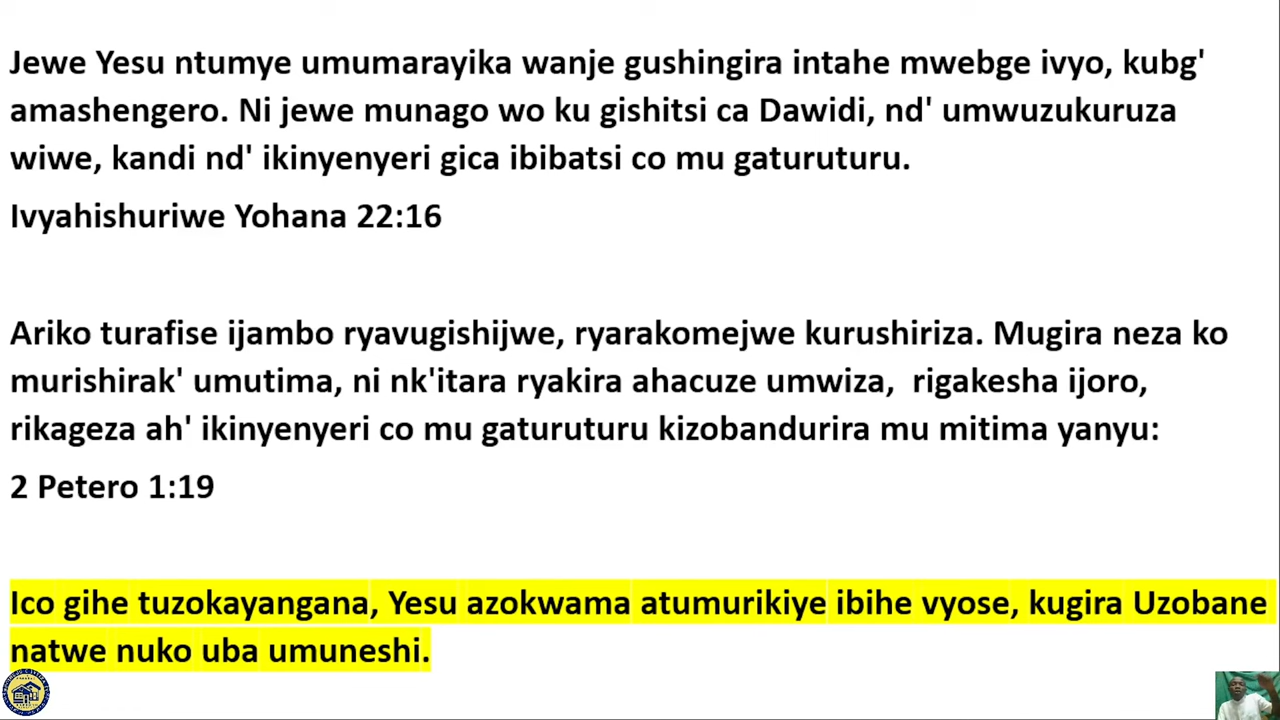 Jewe Yesu ntumye umumarayika wanje gushingira intahe mwebge ivyo, kubg'
amashengero. Ni jewe munago wo ku gishitsi ca Dawidi, nd' umwuzukuruza
wiwe, kandi nd' ikinyenyeri gica ibibatsi co mu gaturuturu.
Ivyahishuriwe Yohana 22:16
Ariko turafise ijambo ryavugishijwe, ryarakomejwe kurushiriza. Mugira neza ko
murishirak' umutima, ni nk'itara ryakira ahacuze umwiza,  rigakesha ijoro,
rikageza ah' ikinyenyeri co mu gaturuturu kizobandurira mu mitima yanyu:
2 Petero 1:19
Ico gihe tuzokayangana, Yesu azokwama atumurikiye ibihe vyose, kugira Uzobane
natwe nuko uba umuneshi.